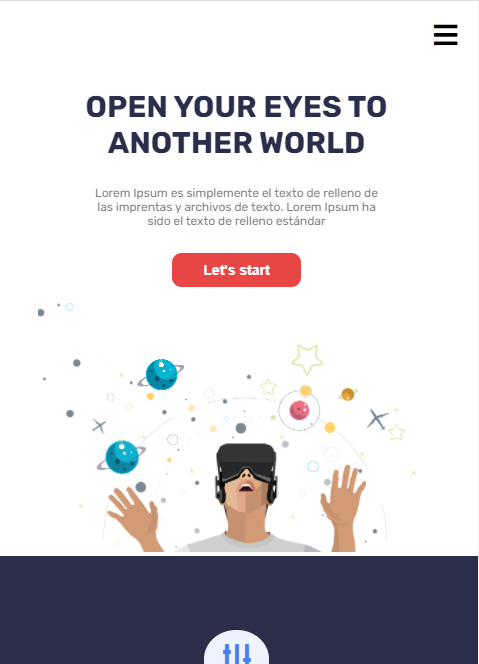 OPEN YOUR EYES TO
ANOTHER WORLD
Lorem Ipsum es simplemente el texto de relleno de
las imprentas y archivos de texto. Lorem Ipsum ha
sido el texto de relleno estándar
Let's start